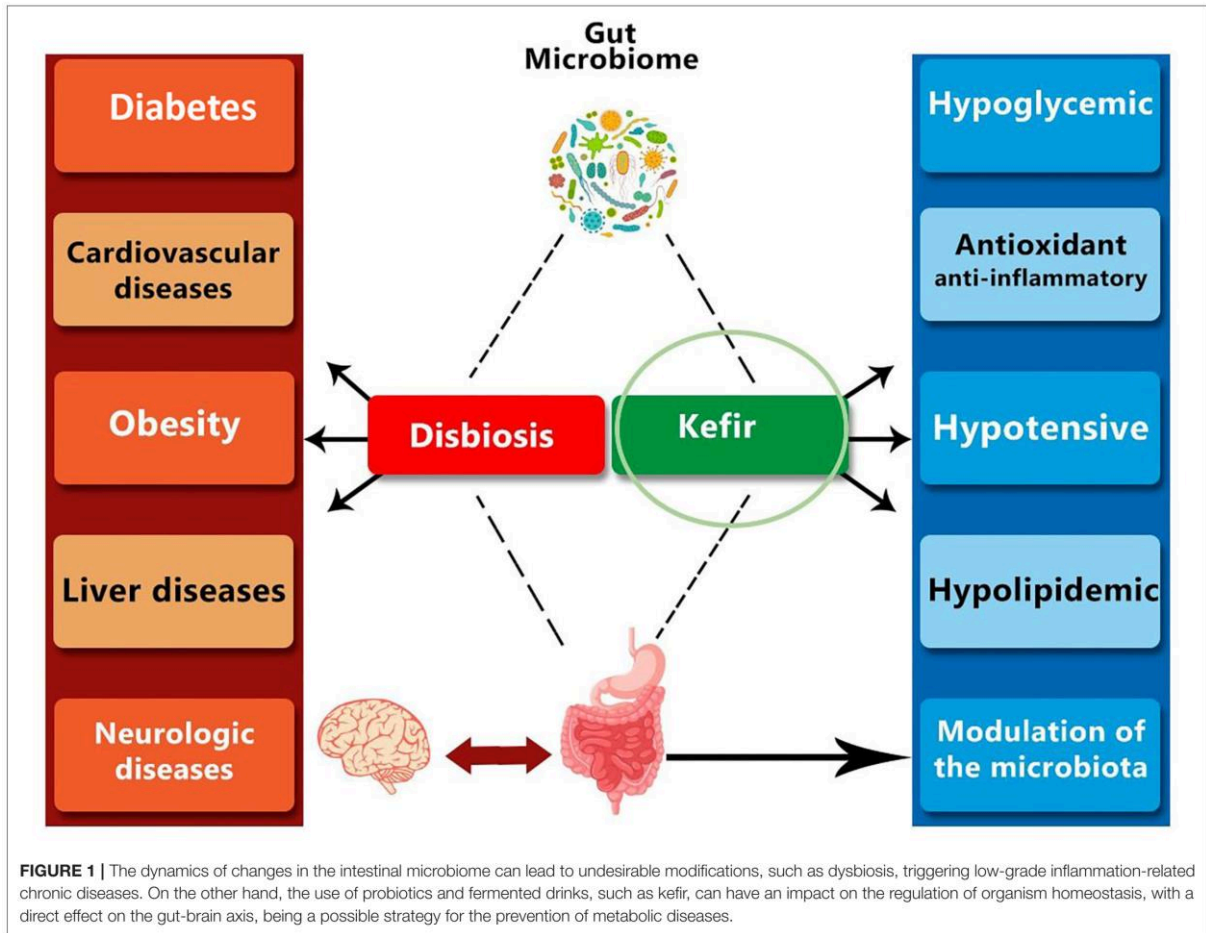 Gut
Microbiome
Diabetes
Cardiovascular
diseases
Obesity
Liver diseases
Neurologic
diseases
Disbiosis
Kefir
Hypoglycemic
Antioxidant
anti-inflammatory
Hypotensive
Hypolipidemic
Modulation of
the microbiota
FIGURE 1 | The dynamics of changes in the intestinal microbiome can lead to undesirable modifications, such as dysbiosis, triggering low-grade inflammation-related
chronic diseases. On the other hand, the use of probiotics and fermented drinks, such as kefir, can have an impact on the regulation of organism homeostasis, with a
direct effect on the gut-brain axis, being a possible strategy for the prevention of metabolic diseases.